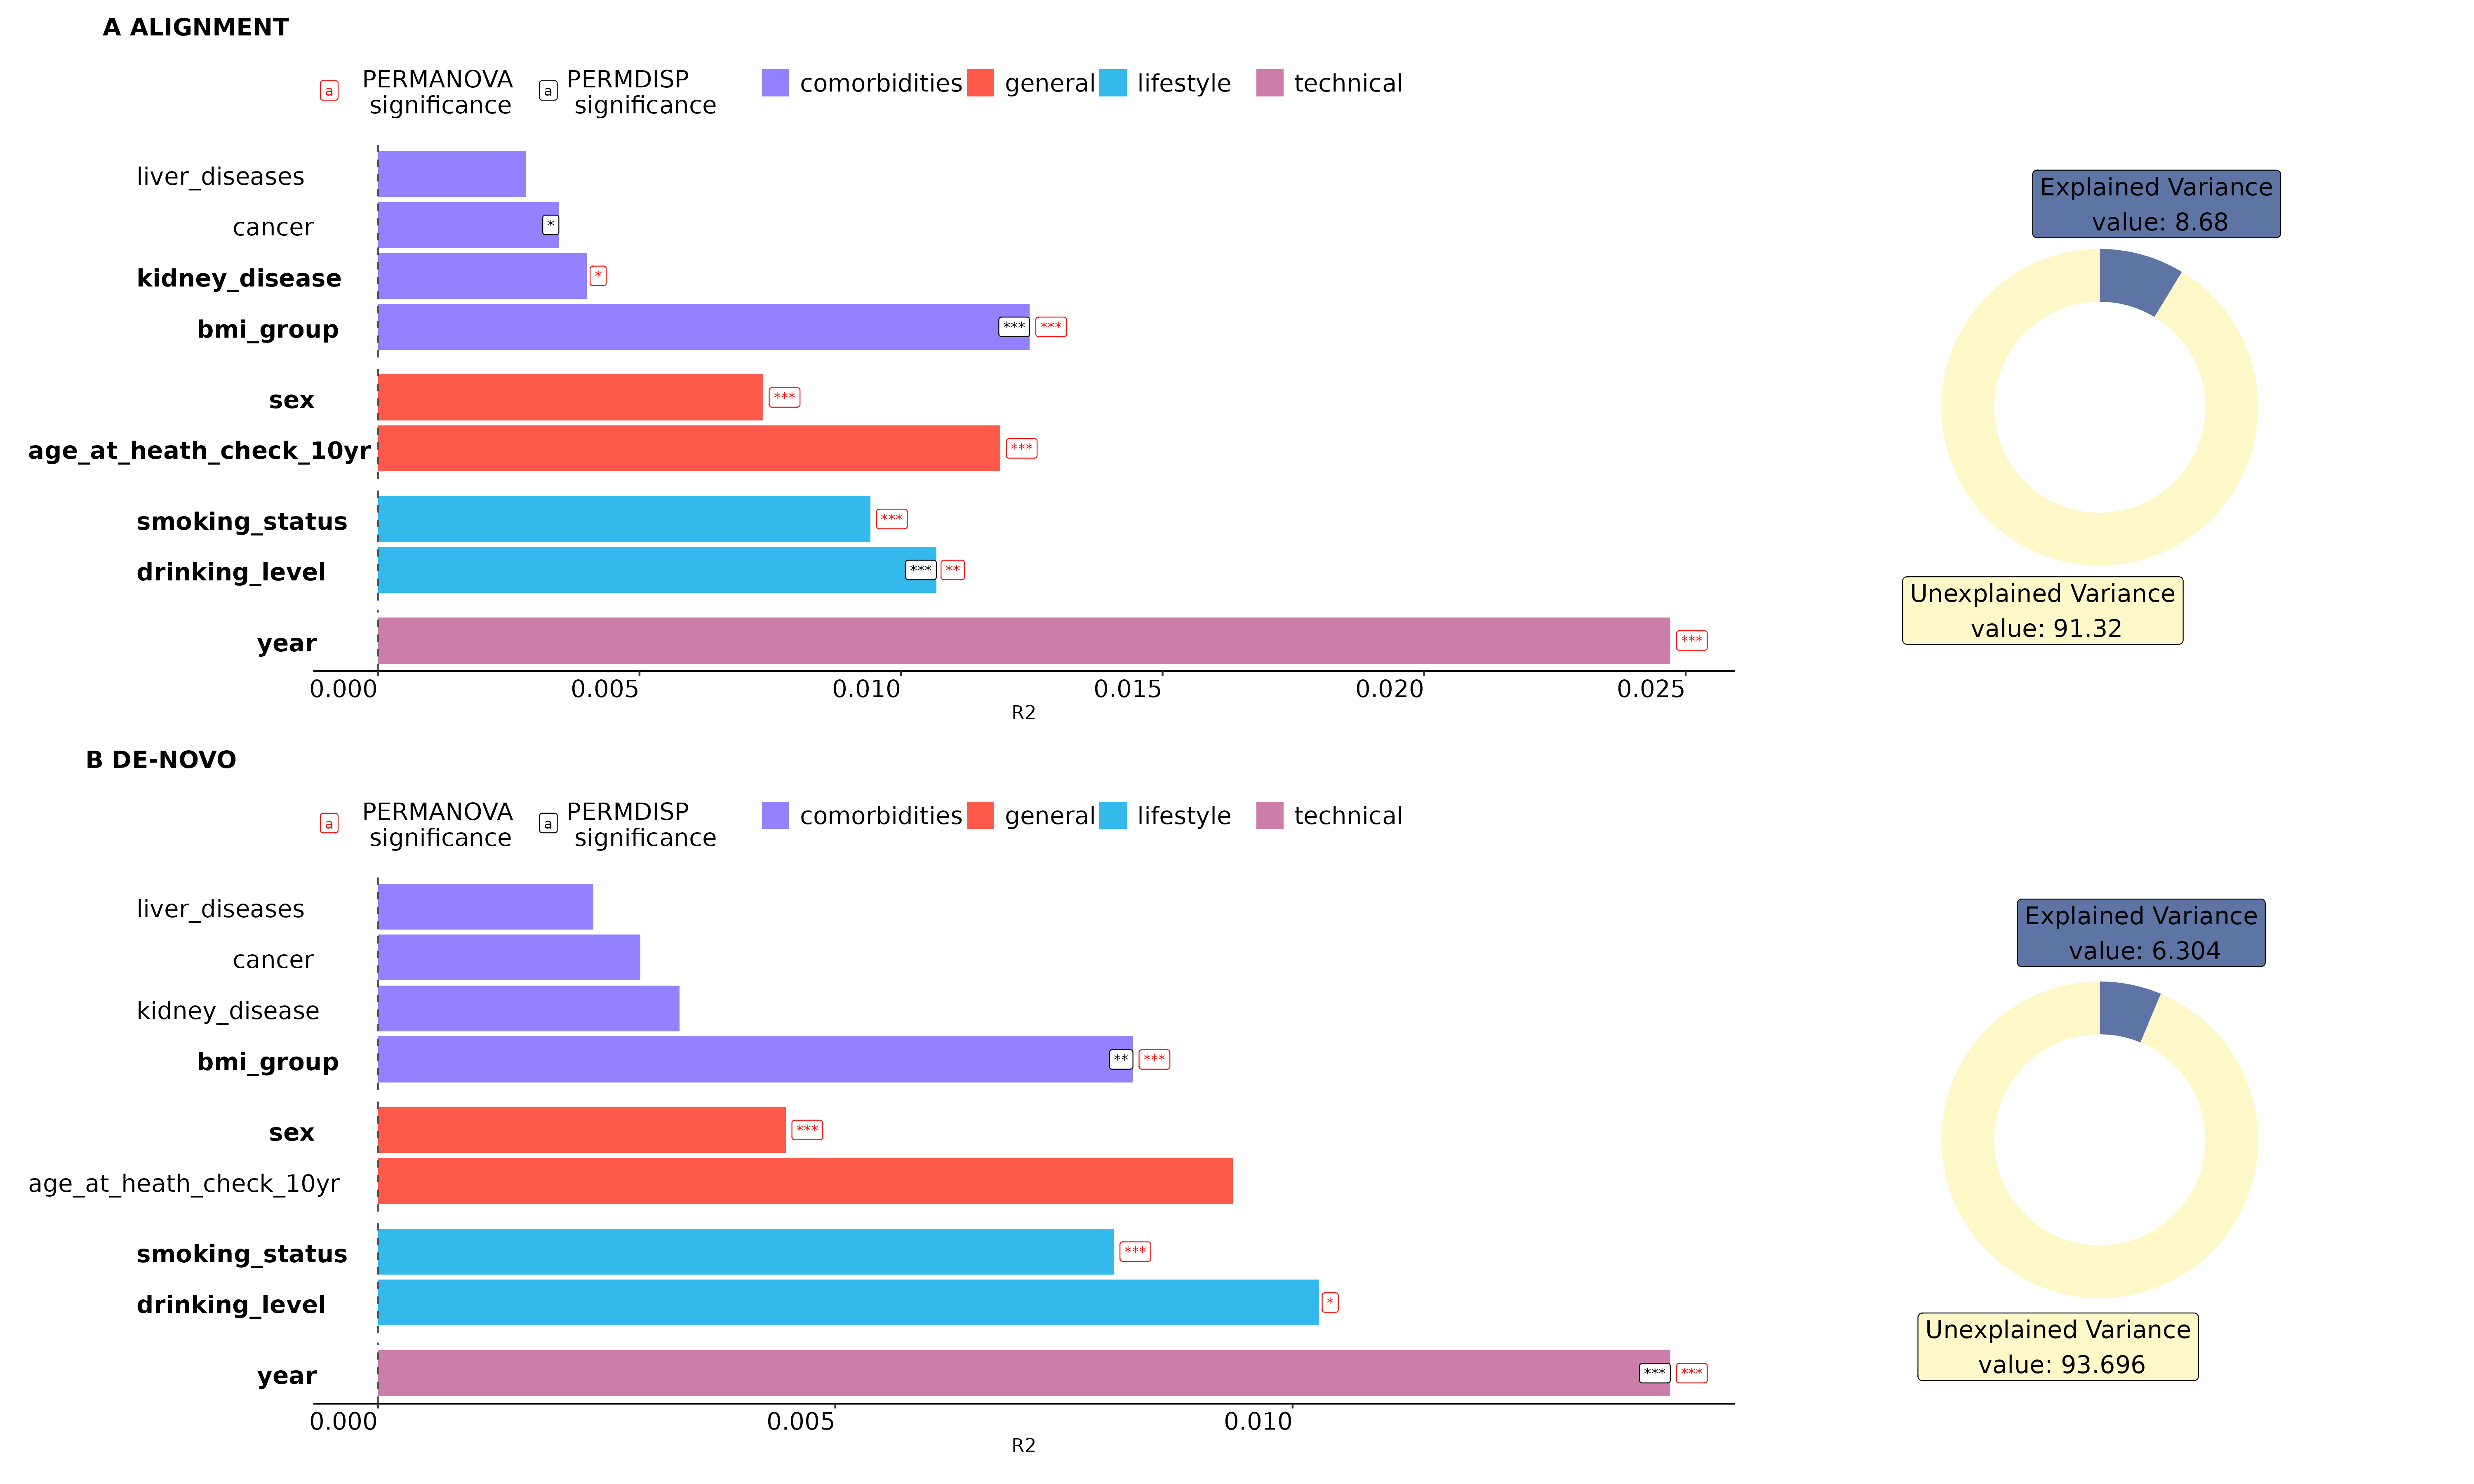 A ALIGNMENT
a PERMANOVA significance a PERMDISP significance comorbidities general lifestyle technical
liver_diseases
cancer *
kidney_disease *
bmi_group *** ***
sex ***
age_at_heath_check_10yr ***
smoking_status ***
drinking_level *** **
year ***
0.000 0.005 0.010 0.015 0.020 0.025
R2
Explained Variance
value: 8.68
Unexplained Variance
value: 91.32
B DE-NOVO
a PERMANOVA significance a PERMDISP significance comorbidities general lifestyle technical
liver_diseases
cancer
kidney_disease
bmi_group ** ***
sex ***
age_at_heath_check_10yr
smoking_status ***
drinking_level *
year *** ***
0.000 0.005 0.010
R2
Explained Variance
value: 6.304
Unexplained Variance
value: 93.696